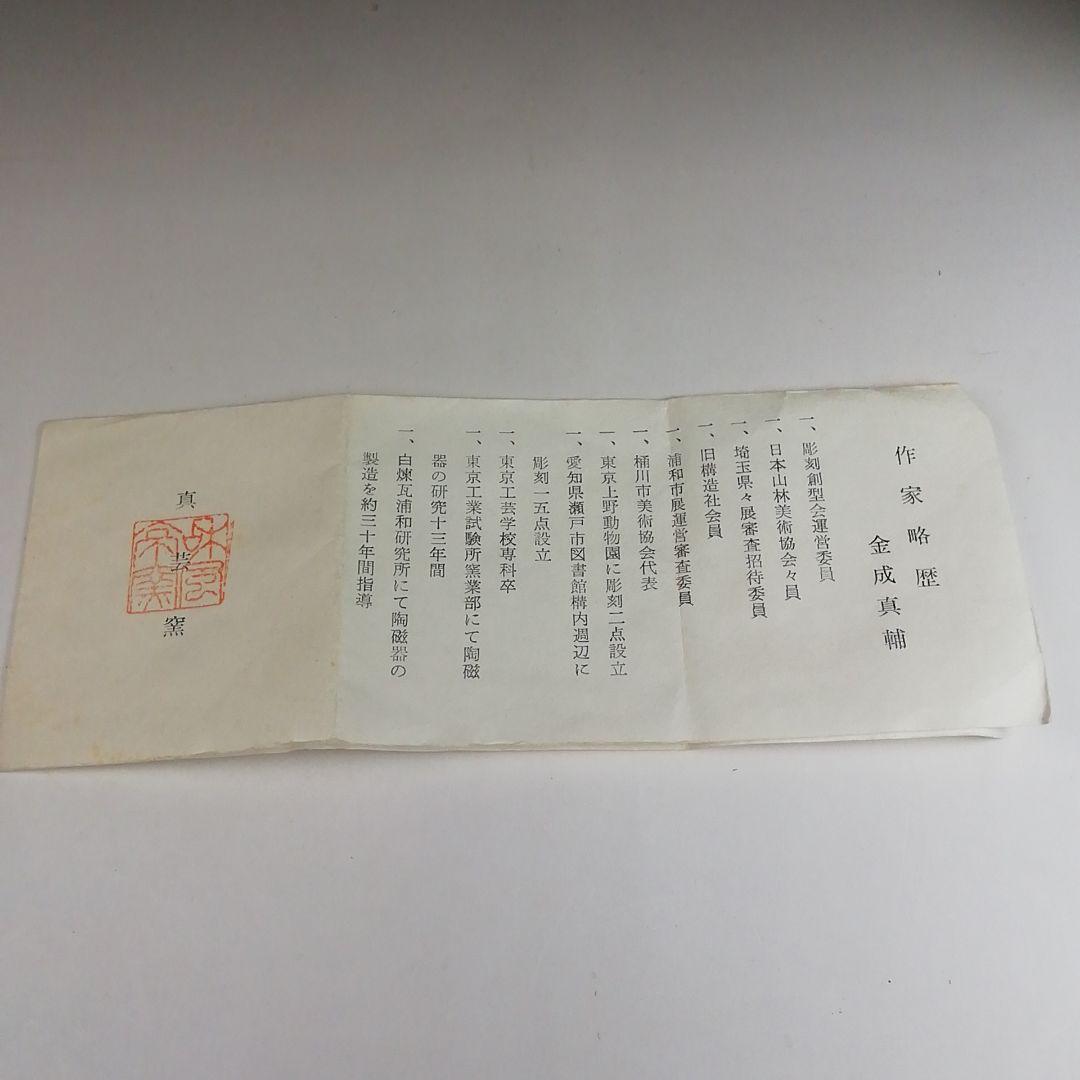 作家略歴
金成真輔
一、彫刻創型会運営委員
一、日本山林美術協会々員
一、埼玉県々展審査招待委員
一、旧構造社会員
一、浦和市展運営審査委員
一、桶川市美術協会代表
一、東京上野動物園に彫刻二点設立
一、愛知県瀬戸市図書館構内週辺に
彫刻一五点設立
一、東京工芸学校専科卒
一、東京工業試験所窯業部にて陶磁
器の研究十三年間
一、白煉瓦浦和研究所にて陶磁器の
製造を約三十年間指導
真芸窯